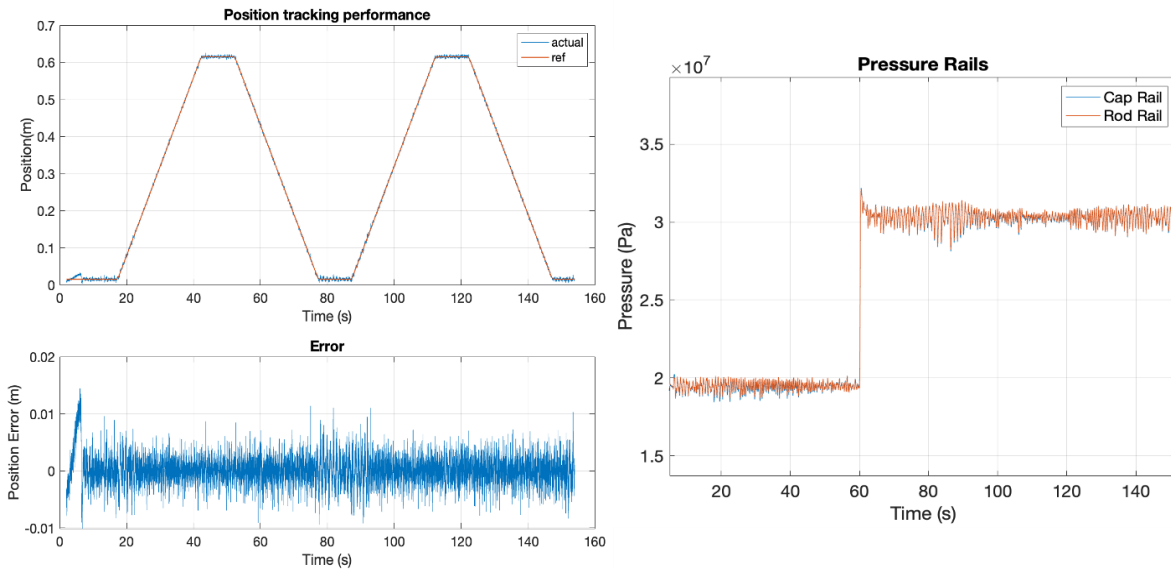 Position tracking performance
0.7
0.6
0.5
0.4
0.3
0.2
0.1
0
Position(m)
actual
ref
0 20 40 60 80 100 120 140 160
Time (s)
Error
0.02
0.01
0
-0.01
Position Error (m)
0 20 40 60 80 100 120 140 160
Time (s)
Pressure Rails
×10⁷
Cap Rail
Rod Rail
3.5
3.0
2.5
2.0
1.5
Pressure (Pa)
20 40 60 80 100 120 140
Time (s)